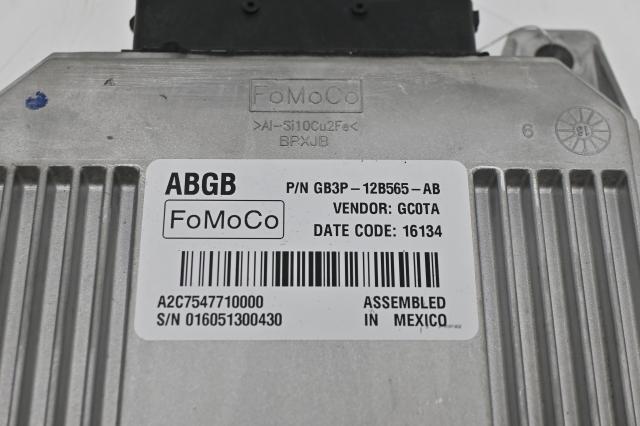 FoMoCo
>Al-Si10Cu2Fe<
BPXJB
6
ABGB
P/N GB3P-12B565-AB
FoMoCo
VENDOR: GC0TA
DATE CODE: 16134
A2C7547710000
ASSEMBLED
S/N 016051300430
IN MEXICO